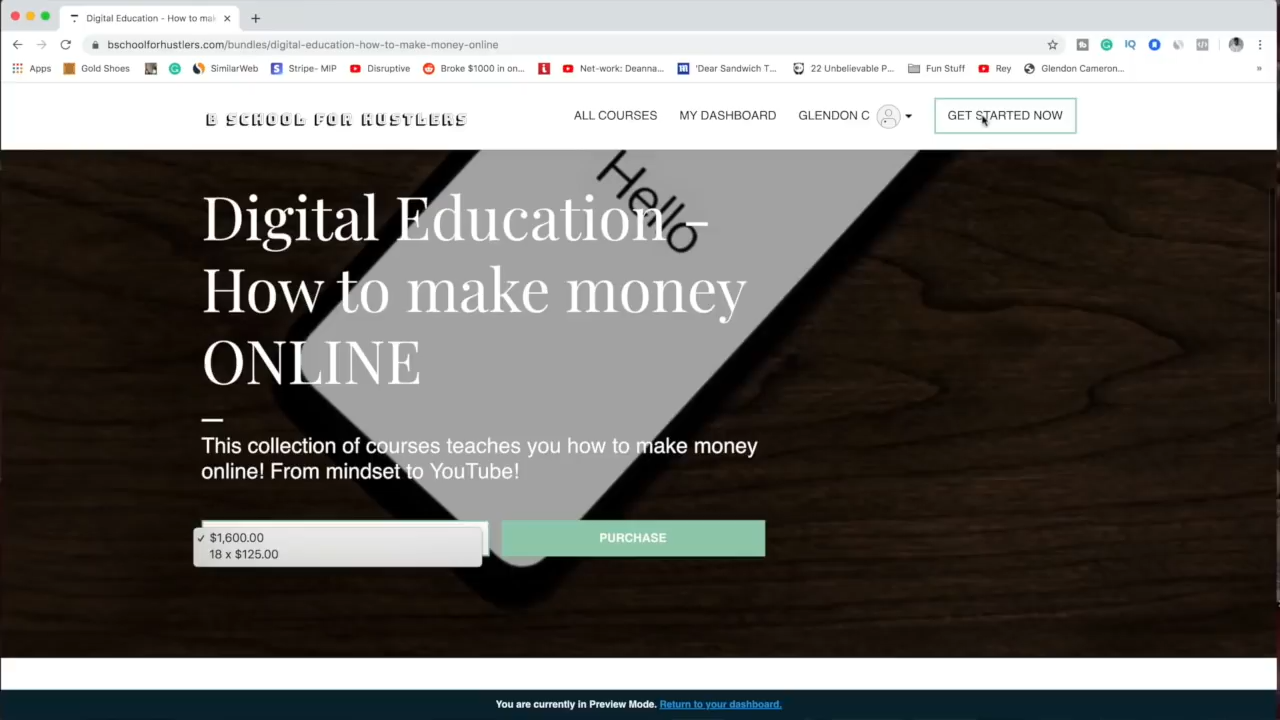 Digital Education - How to mak
bschoolforhustlers.com/bundles/digital-education-how-to-make-money-online
IQ
Apps
Gold Shoes
SimilarWeb
Stripe- MIP
Disruptive
Broke $1000 in on...
Net-work: Deanna...
'Dear Sandwich T...
22 Unbelievable P...
Fun Stuff
Rey
Glendon Cameron...
»
B SCHOOL FOR HUSTLERS
ALL COURSES
MY DASHBOARD
GLENDON C
GET STARTED NOW
Hello
Digital Education -
How to make money
ONLINE
This collection of courses teaches you how to make money
online! From mindset to YouTube!
✓ $1,600.00
18 x $125.00
PURCHASE
You are currently in Preview Mode. Return to your dashboard.